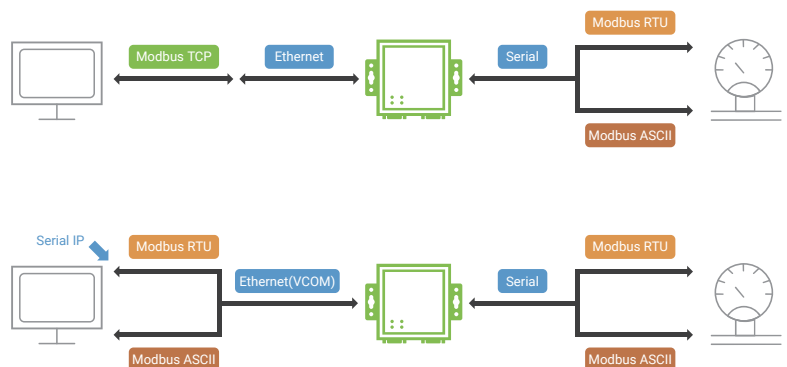 Modbus RTU
Modbus TCP
Ethernet
Serial
Modbus ASCII
Serial IP
Modbus RTU
Modbus RTU
Ethernet(VCOM)
Serial
Modbus ASCII
Modbus ASCII